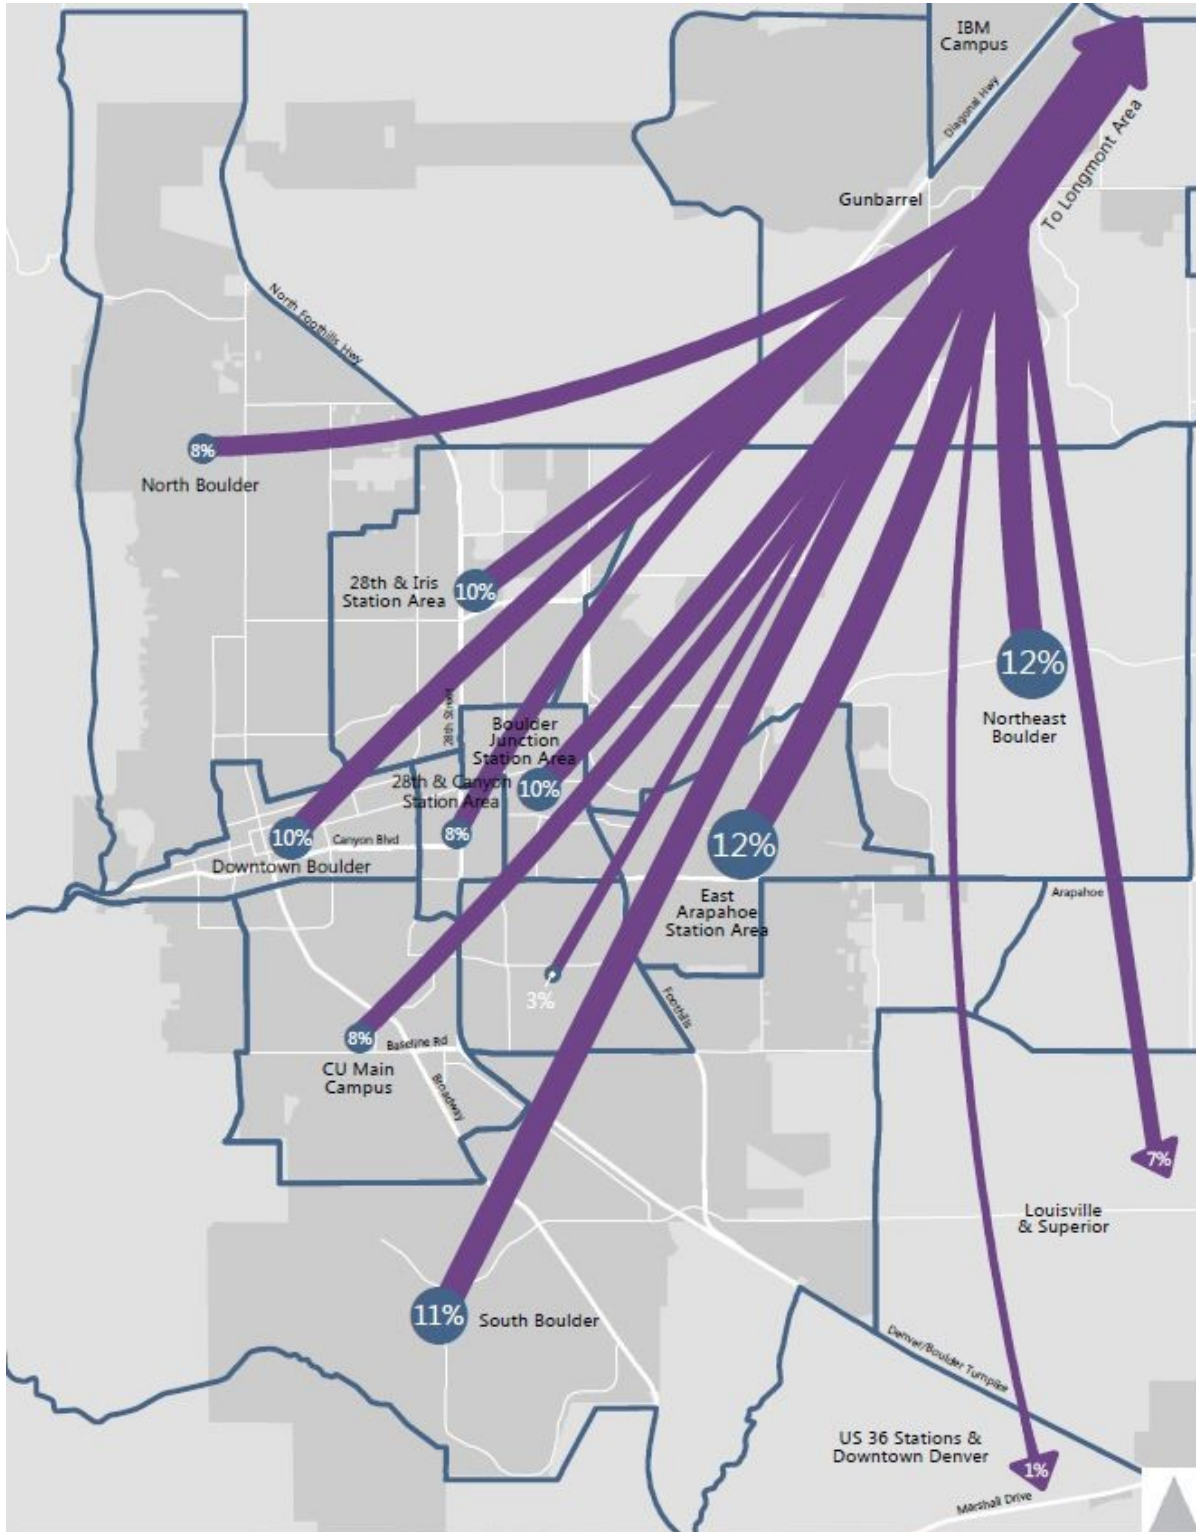 IBM
Campus
Diagonal Hwy
To Longmont Area
Gunbarrel
North Foothills Hwy
8%
North Boulder
28th & Iris
Station Area
10%
12%
Northeast
Boulder
28th Street
Boulder
Junction
Station Area
28th & Canyon
Station Area
10%
8%
10%
Canyon Blvd
Downtown Boulder
12%
East
Arapahoe
Station Area
Arapahoe
3%
Foothills
8%
Baseline Rd
CU Main
Campus
Broadway
7%
Louisville
& Superior
11%
South Boulder
Denver/Boulder Turnpike
US 36 Stations &
Downtown Denver
1%
Marshall Drive